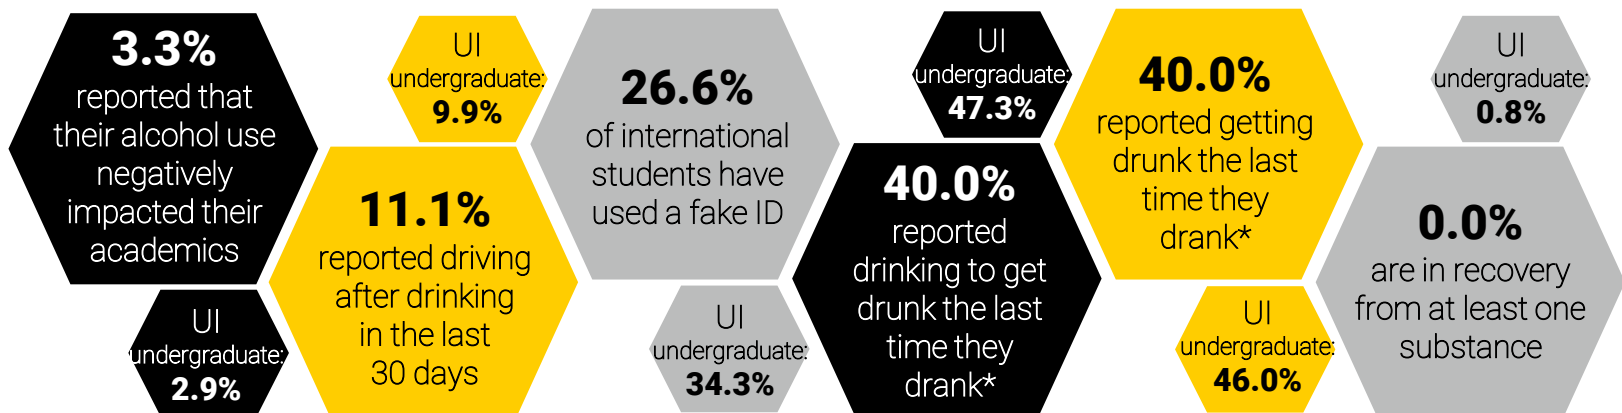 3.3%
reported that
their alcohol use
negatively
impacted their
academics
UI
undergraduate:
2.9%
UI
undergraduate:
9.9%
11.1%
reported driving
after drinking
in the last
30 days
26.6%
of international
students have
used a fake ID
UI
undergraduate:
34.3%
UI
undergraduate:
47.3%
40.0%
reported
drinking to get
drunk the last
time they
drank*
40.0%
reported getting
drunk the last
time they
drank*
UI
undergraduate:
46.0%
UI
undergraduate:
0.8%
0.0%
are in recovery
from at least one
substance